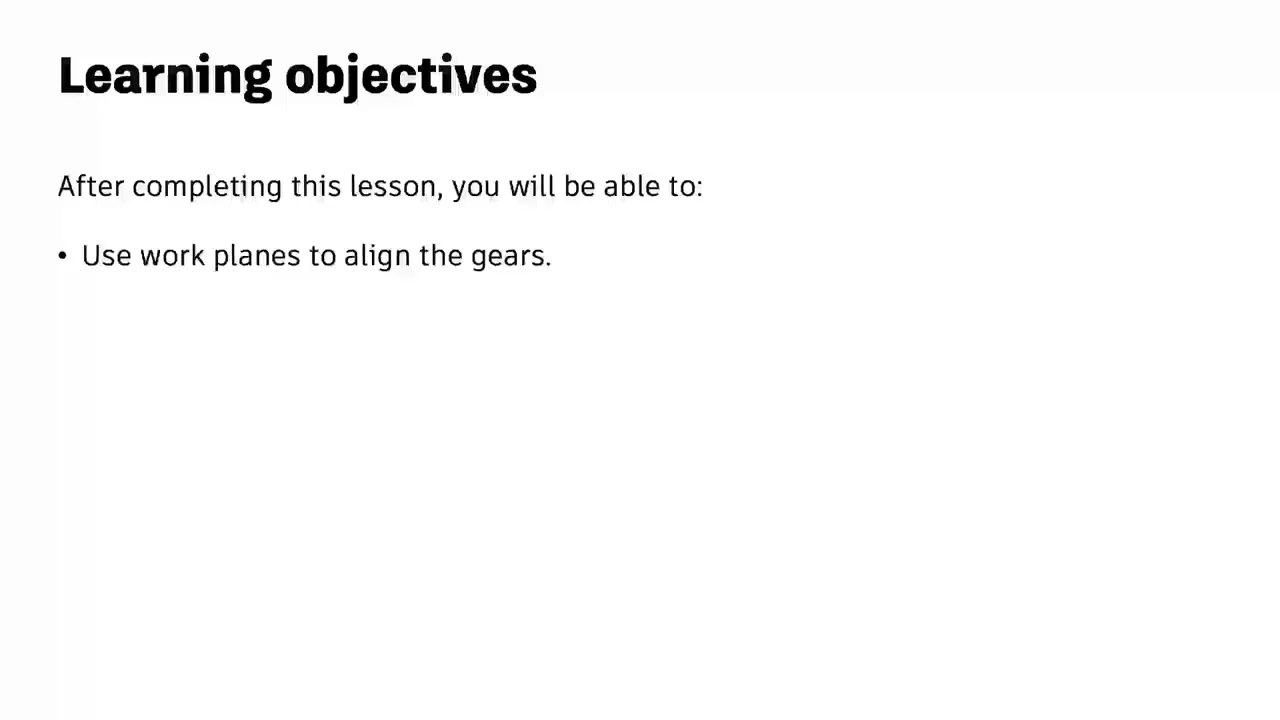 Learning objectives
After completing this lesson, you will be able to:
• Use work planes to align the gears.